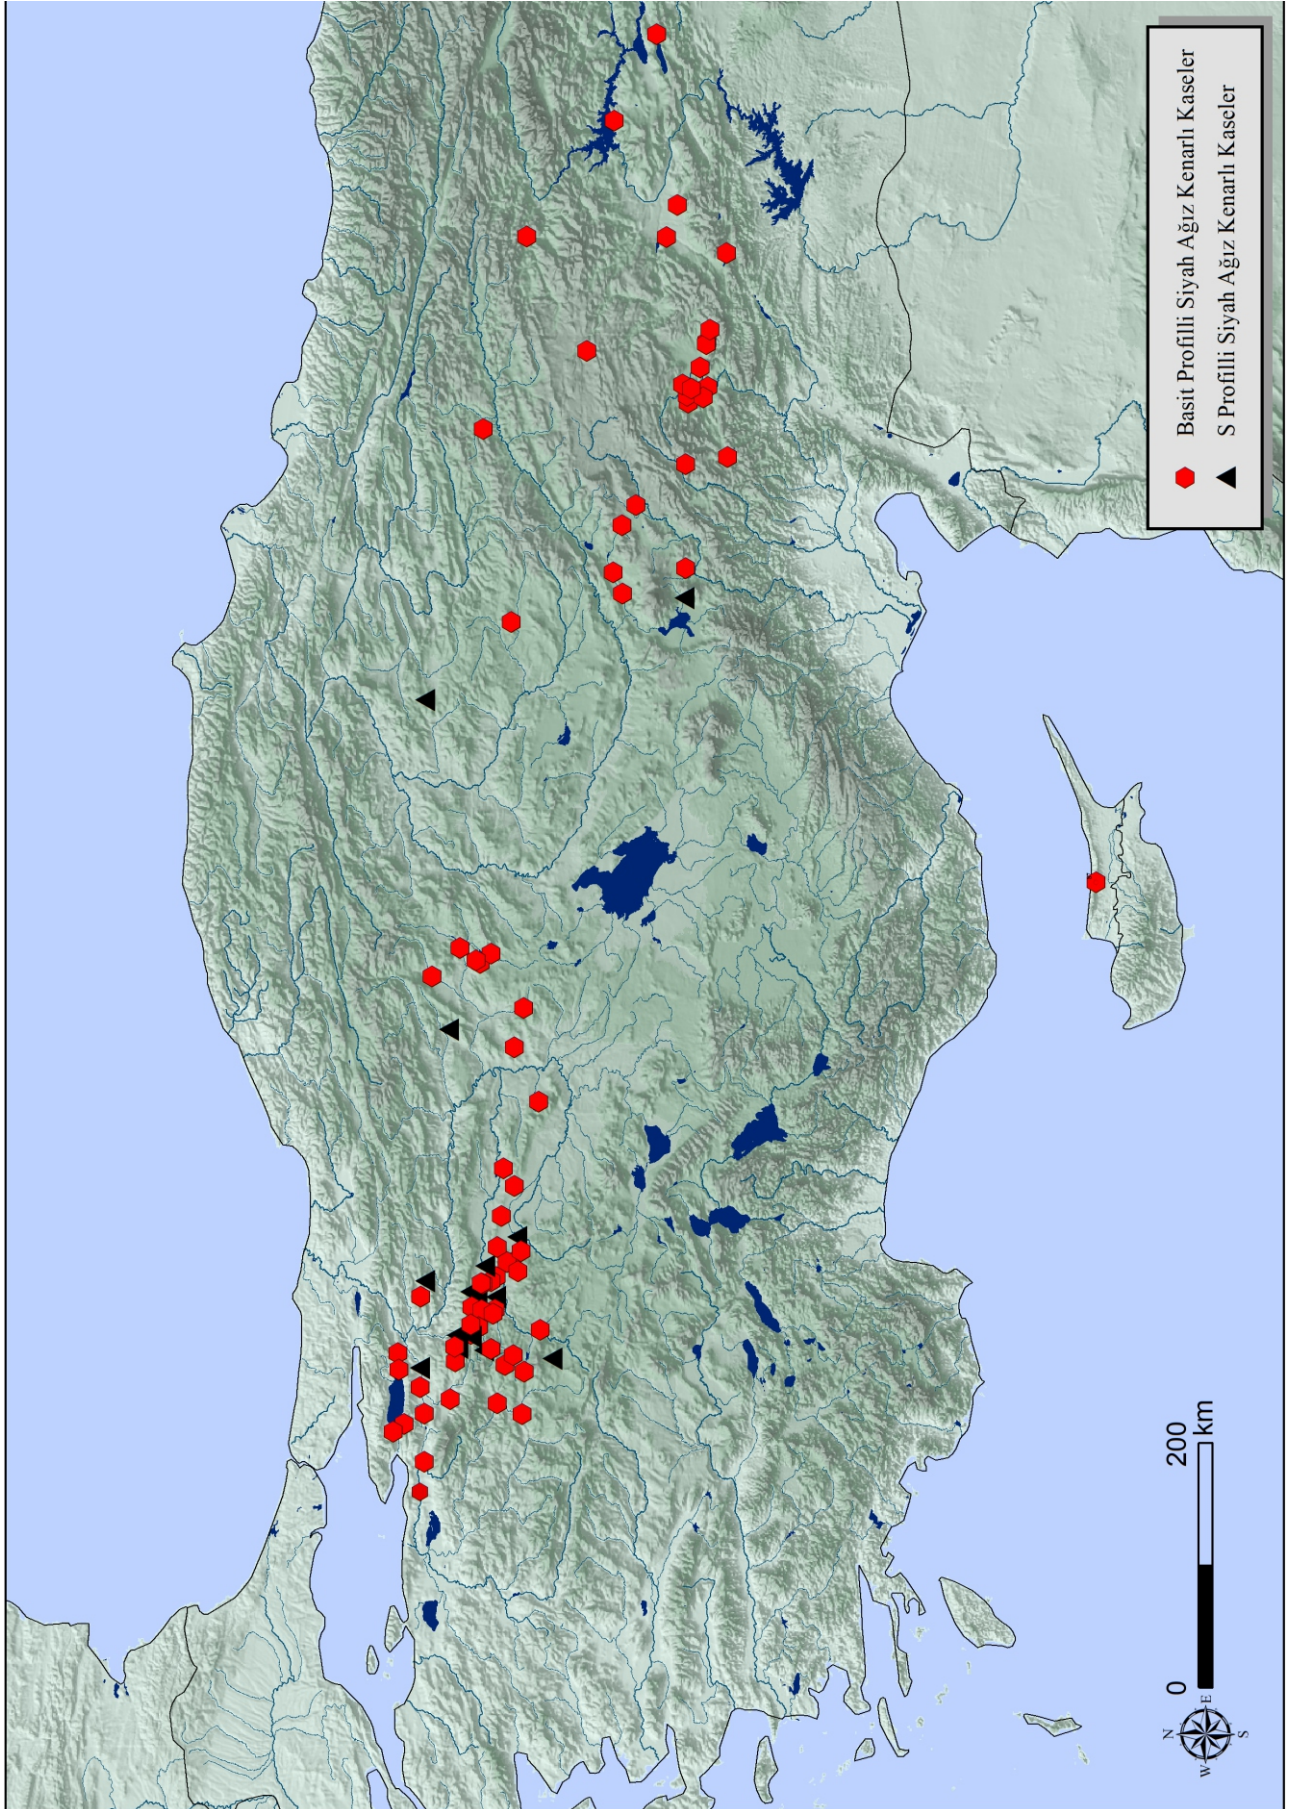 Basit Profilli Siyah Ağız Kenarlı Kaseler
S Profilli Siyah Ağız Kenarlı Kaseler
N
W E
S
0 200
km